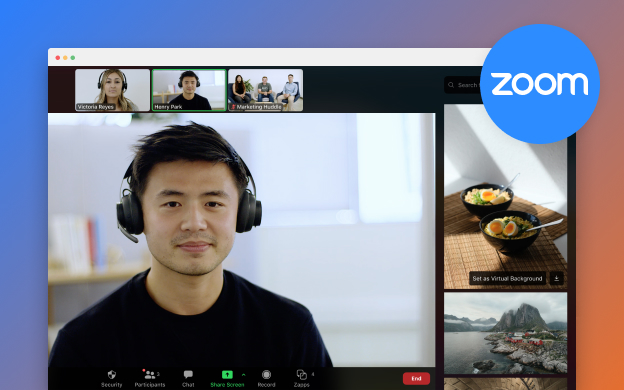 zoom
Victoria Reyes
Henry Park
Marketing Huddle
Search
Set as Virtual Background
Security
Participants
3
Chat
Share Screen
Record
Zapps
4
End